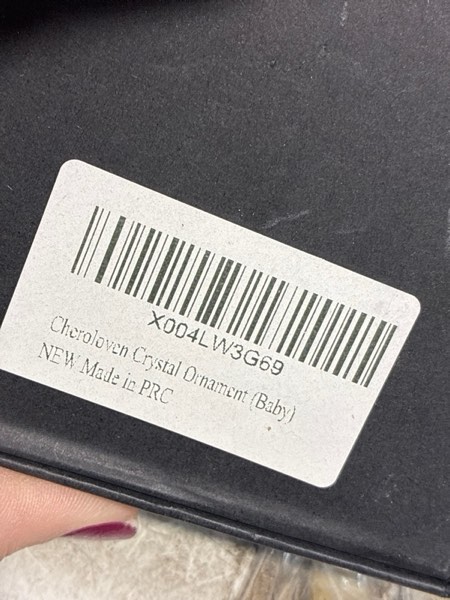 X004LW3G69
Cheroloven Crystal Ornament (Baby)
NEW Made in PRC